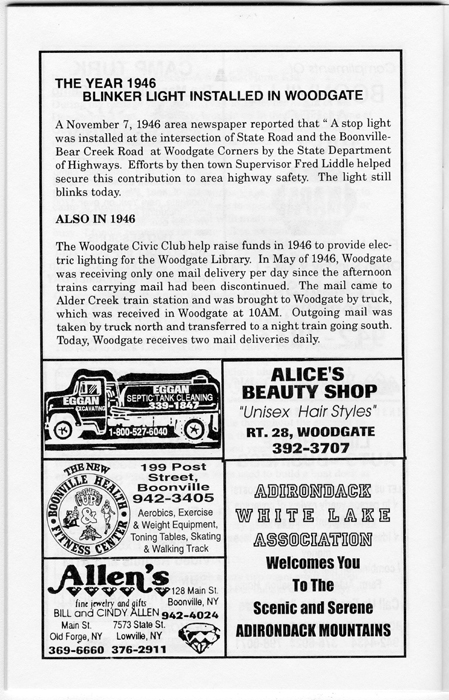 THE YEAR 1946
BLINKER LIGHT INSTALLED IN WOODGATE
A November 7, 1946 area newspaper reported that “ A stop light
was installed at the intersection of State Road and the Boonville-
Bear Creek Road at Woodgate Corners by the State Department
of Highways. Efforts by then town Supervisor Fred Liddle helped
secure this contribution to area highway safety. The light still
blinks today.
ALSO IN 1946
The Woodgate Civic Club help raise funds in 1946 to provide elec-
tric lighting for the Woodgate Library. In May of 1946, Woodgate
was receiving only one mail delivery per day since the afternoon
trains carrying mail had been discontinued. The mail came to
Alder Creek train station and was brought to Woodgate by truck,
which was received in Woodgate at 10AM. Outgoing mail was
taken by truck north and transferred to a night train going south.
Today, Woodgate receives two mail deliveries daily.
EGGAN
EXCAVATING
EGGAN
SEPTIC TANK CLEANING
339-1847
1-800-527-6040
ALICE'S
BEAUTY SHOP
"Unisex Hair Styles"
RT. 28, WOODGATE
392-3707
THE NEW
BOONVILLE HEALTH
&
FITNESS CENTER
199 Post
Street,
Boonville
942-3405
Aerobics, Exercise
& Weight Equipment,
Toning Tables, Skating
& Walking Track
Allen's
fine jewelry and gifts
BILL and CINDY ALLEN
128 Main St.
Boonville, NY
942-4024
Main St. 7573 State St.
Old Forge, NY Lowville, NY
369-6660 376-2911
ADIRONDACK
WHITE LAKE
ASSOCIATION
Welcomes You
To The
Scenic and Serene
ADIRONDACK MOUNTAINS